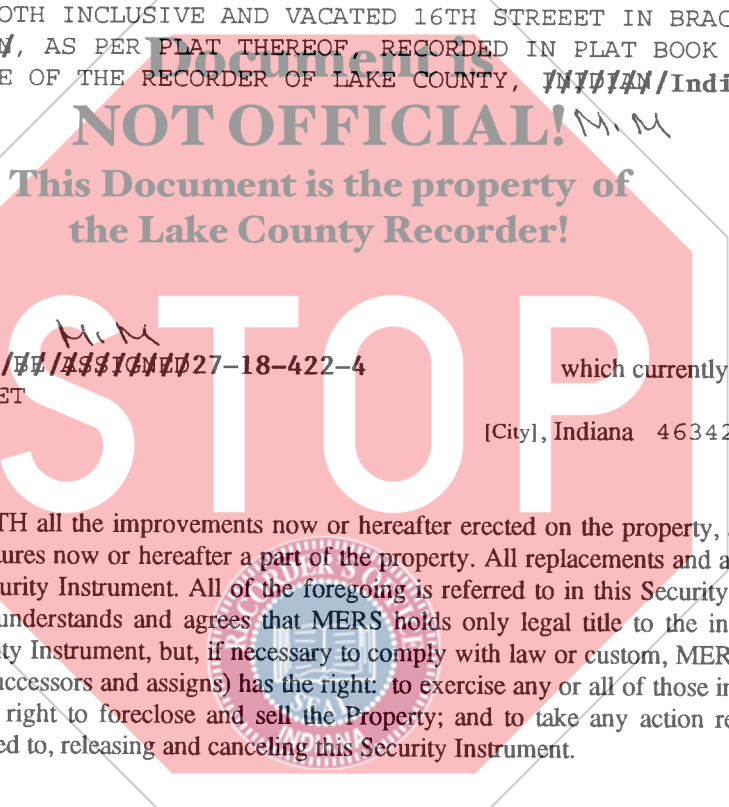 OTH INCLUSIVE AND VACATED 16TH STREEET IN BRAC
, AS PER PLAT THEREOF, RECORDED IN PLAT BOOK
E OF THE RECORDER OF LAKE COUNTY, Indi
Document is
NOT OFFICIAL!
M. M
This Document is the property of
the Lake County Recorder!
STOP
M. M
BE ASSIGNED 27-18-422-4 which currently
ET
[City], Indiana 46342
TH all the improvements now or hereafter erected on the property,
tures now or hereafter a part of the property. All replacements and a
urity Instrument. All of the foregoing is referred to in this Security
understands and agrees that MERS holds only legal title to the in
ty Instrument, but, if necessary to comply with law or custom, MER
uccessors and assigns) has the right: to exercise any or all of those in
right to foreclose and sell the Property; and to take any action re
ed to, releasing and canceling this Security Instrument.
RECORDER'S OFFICE
SEAL
INDIANA